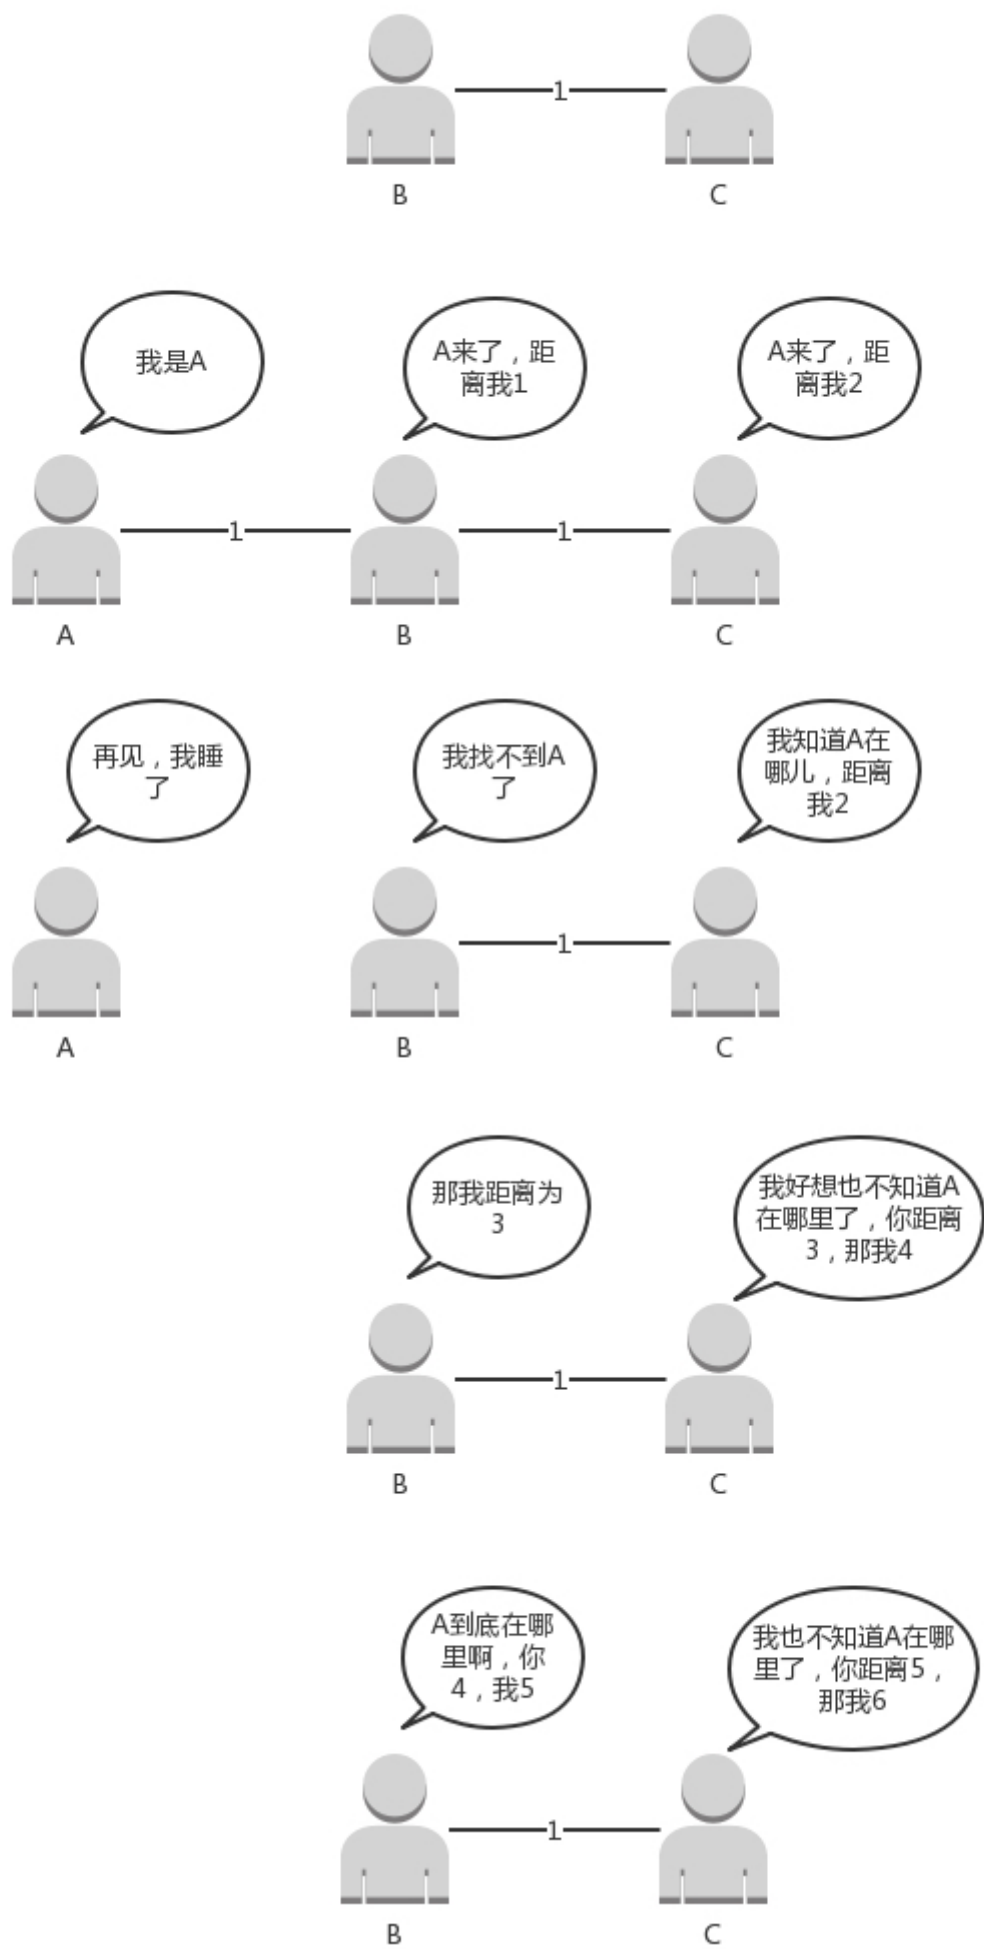 1
B
C
我是A
A来了，距
离我1
A来了，距
离我2
1
1
A
B
C
再见，我睡
了
我找不到A
了
我知道A在
哪儿，距离
我2
1
A
B
C
那我距离为
3
我好想也不知道A
在哪里了，你距离
3，那我4
1
B
C
A到底在哪
里啊，你
4，我5
我也不知道A在哪
里了，你距离5，
那我6
1
B
C